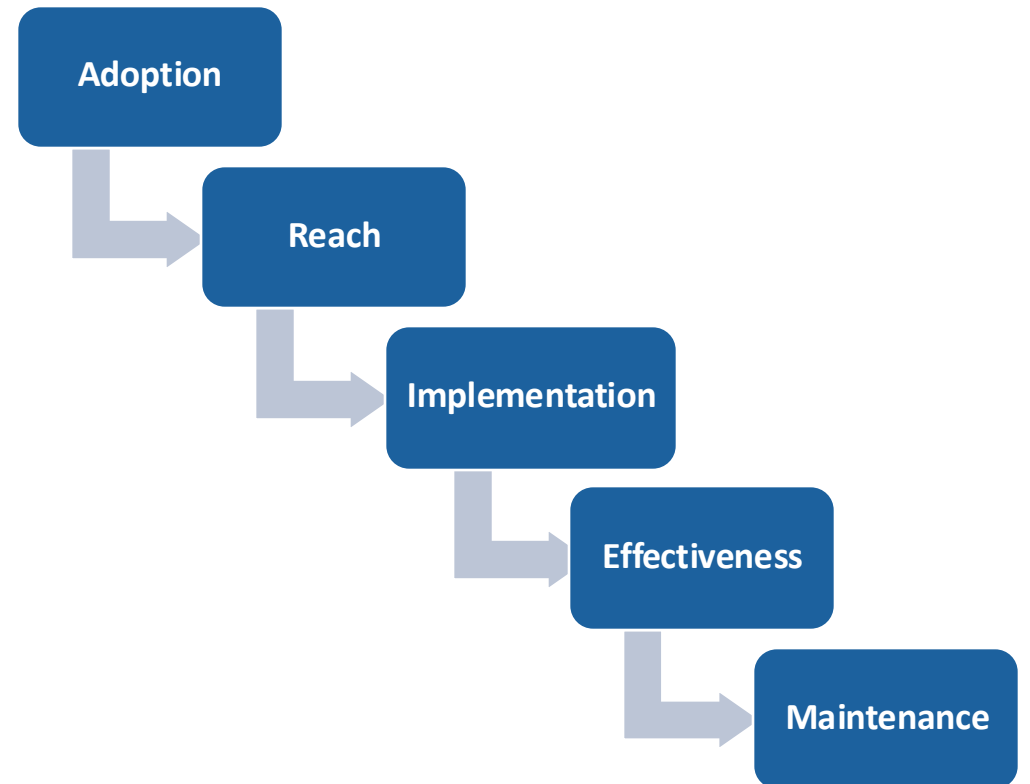 Adoption
Reach
Implementation
Effectiveness
Maintenance